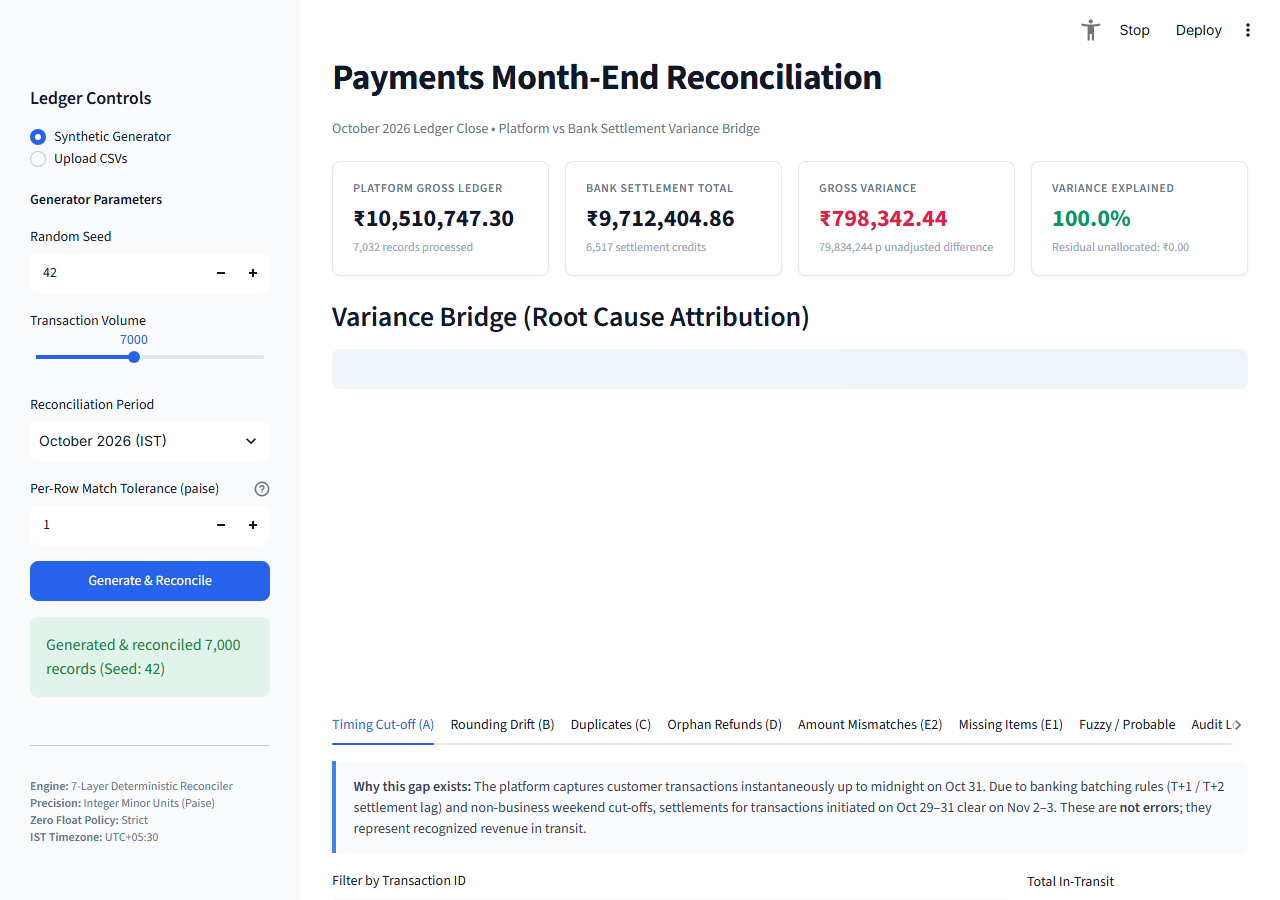 Stop
Deploy
Ledger Controls
Synthetic Generator
Upload CSVs
Generator Parameters
Random Seed
42
Transaction Volume
7000
Reconciliation Period
October 2026 (IST)
Per-Row Match Tolerance (paise)
1
Generate & Reconcile
Generated & reconciled 7,000
records (Seed: 42)
Engine: 7-Layer Deterministic Reconciler
Precision: Integer Minor Units (Paise)
Zero Float Policy: Strict
IST Timezone: UTC+05:30
Payments Month-End Reconciliation
October 2026 Ledger Close • Platform vs Bank Settlement Variance Bridge
PLATFORM GROSS LEDGER
₹10,510,747.30
7,032 records processed
BANK SETTLEMENT TOTAL
₹9,712,404.86
6,517 settlement credits
GROSS VARIANCE
₹798,342.44
79,834,244 p unadjusted difference
VARIANCE EXPLAINED
100.0%
Residual unallocated: ₹0.00
Variance Bridge (Root Cause Attribution)
Timing Cut-off (A)
Rounding Drift (B)
Duplicates (C)
Orphan Refunds (D)
Amount Mismatches (E2)
Missing Items (E1)
Fuzzy / Probable
Audit
Why this gap exists: The platform captures customer transactions instantaneously up to midnight on Oct 31. Due to banking batching rules (T+1 / T+2
settlement lag) and non-business weekend cut-offs, settlements for transactions initiated on Oct 29–31 clear on Nov 2–3. These are not errors; they
represent recognized revenue in transit.
Filter by Transaction ID
Total In-Transit